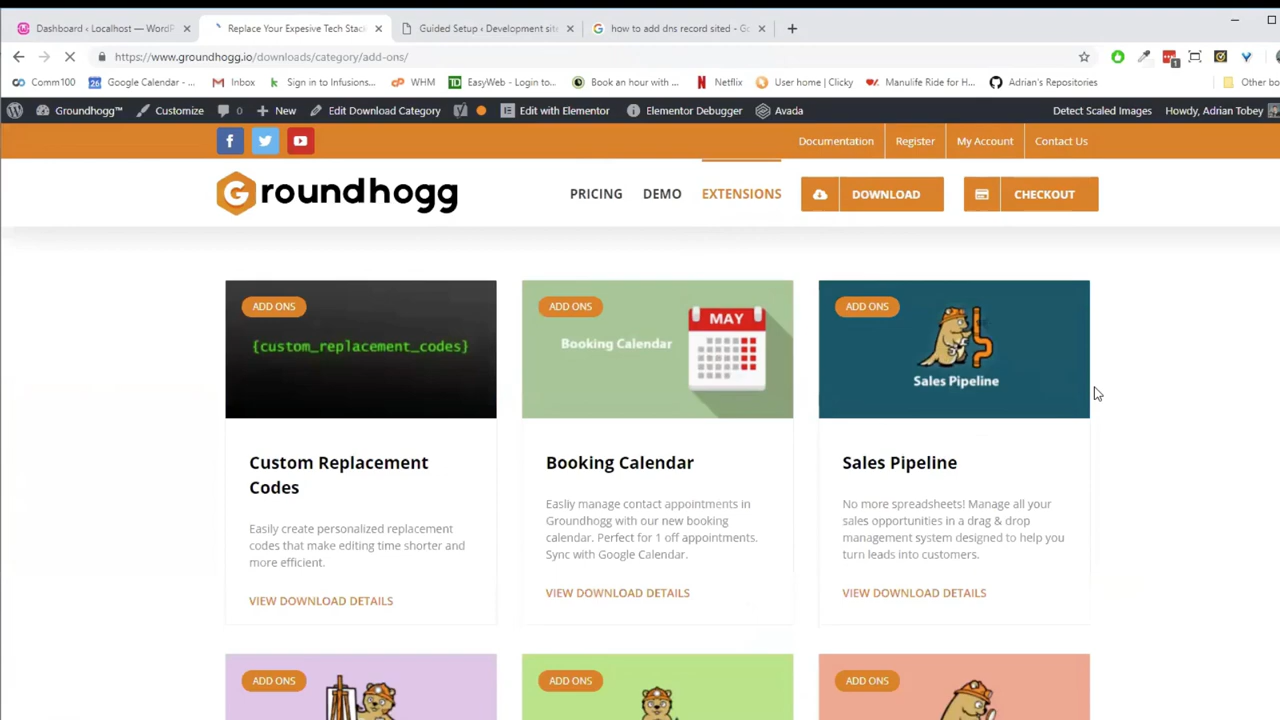 Dashboard ‹ Localhost — WordP
Replace Your Expesive Tech Stack
Guided Setup ‹ Development site
how to add dns record sited - Go
https://www.groundhogg.io/downloads/category/add-ons/
Comm100
Google Calendar -...
Inbox
Sign in to Infusions...
WHM
EasyWeb - Login to...
Book an hour with ...
Netflix
User home | Clicky
Manulife Ride for H...
Adrian's Repositories
Other bo
Groundhogg™
Customize
0
New
Edit Download Category
Edit with Elementor
Elementor Debugger
Avada
Detect Scaled Images
Howdy, Adrian Tobey
Documentation
Register
My Account
Contact Us
Groundhogg
PRICING
DEMO
EXTENSIONS
DOWNLOAD
CHECKOUT
ADD ONS
{custom_replacement_codes}
Custom Replacement
Codes
Easily create personalized replacement
codes that make editing time shorter and
more efficient.
VIEW DOWNLOAD DETAILS
ADD ONS
Booking Calendar
MAY
Booking Calendar
Easliy manage contact appointments in
Groundhogg with our new booking
calendar. Perfect for 1 off appointments.
Sync with Google Calendar.
VIEW DOWNLOAD DETAILS
ADD ONS
Sales Pipeline
Sales Pipeline
No more spreadsheets! Manage all your
sales opportunities in a drag & drop
management system designed to help you
turn leads into customers.
VIEW DOWNLOAD DETAILS
ADD ONS
ADD ONS
ADD ONS